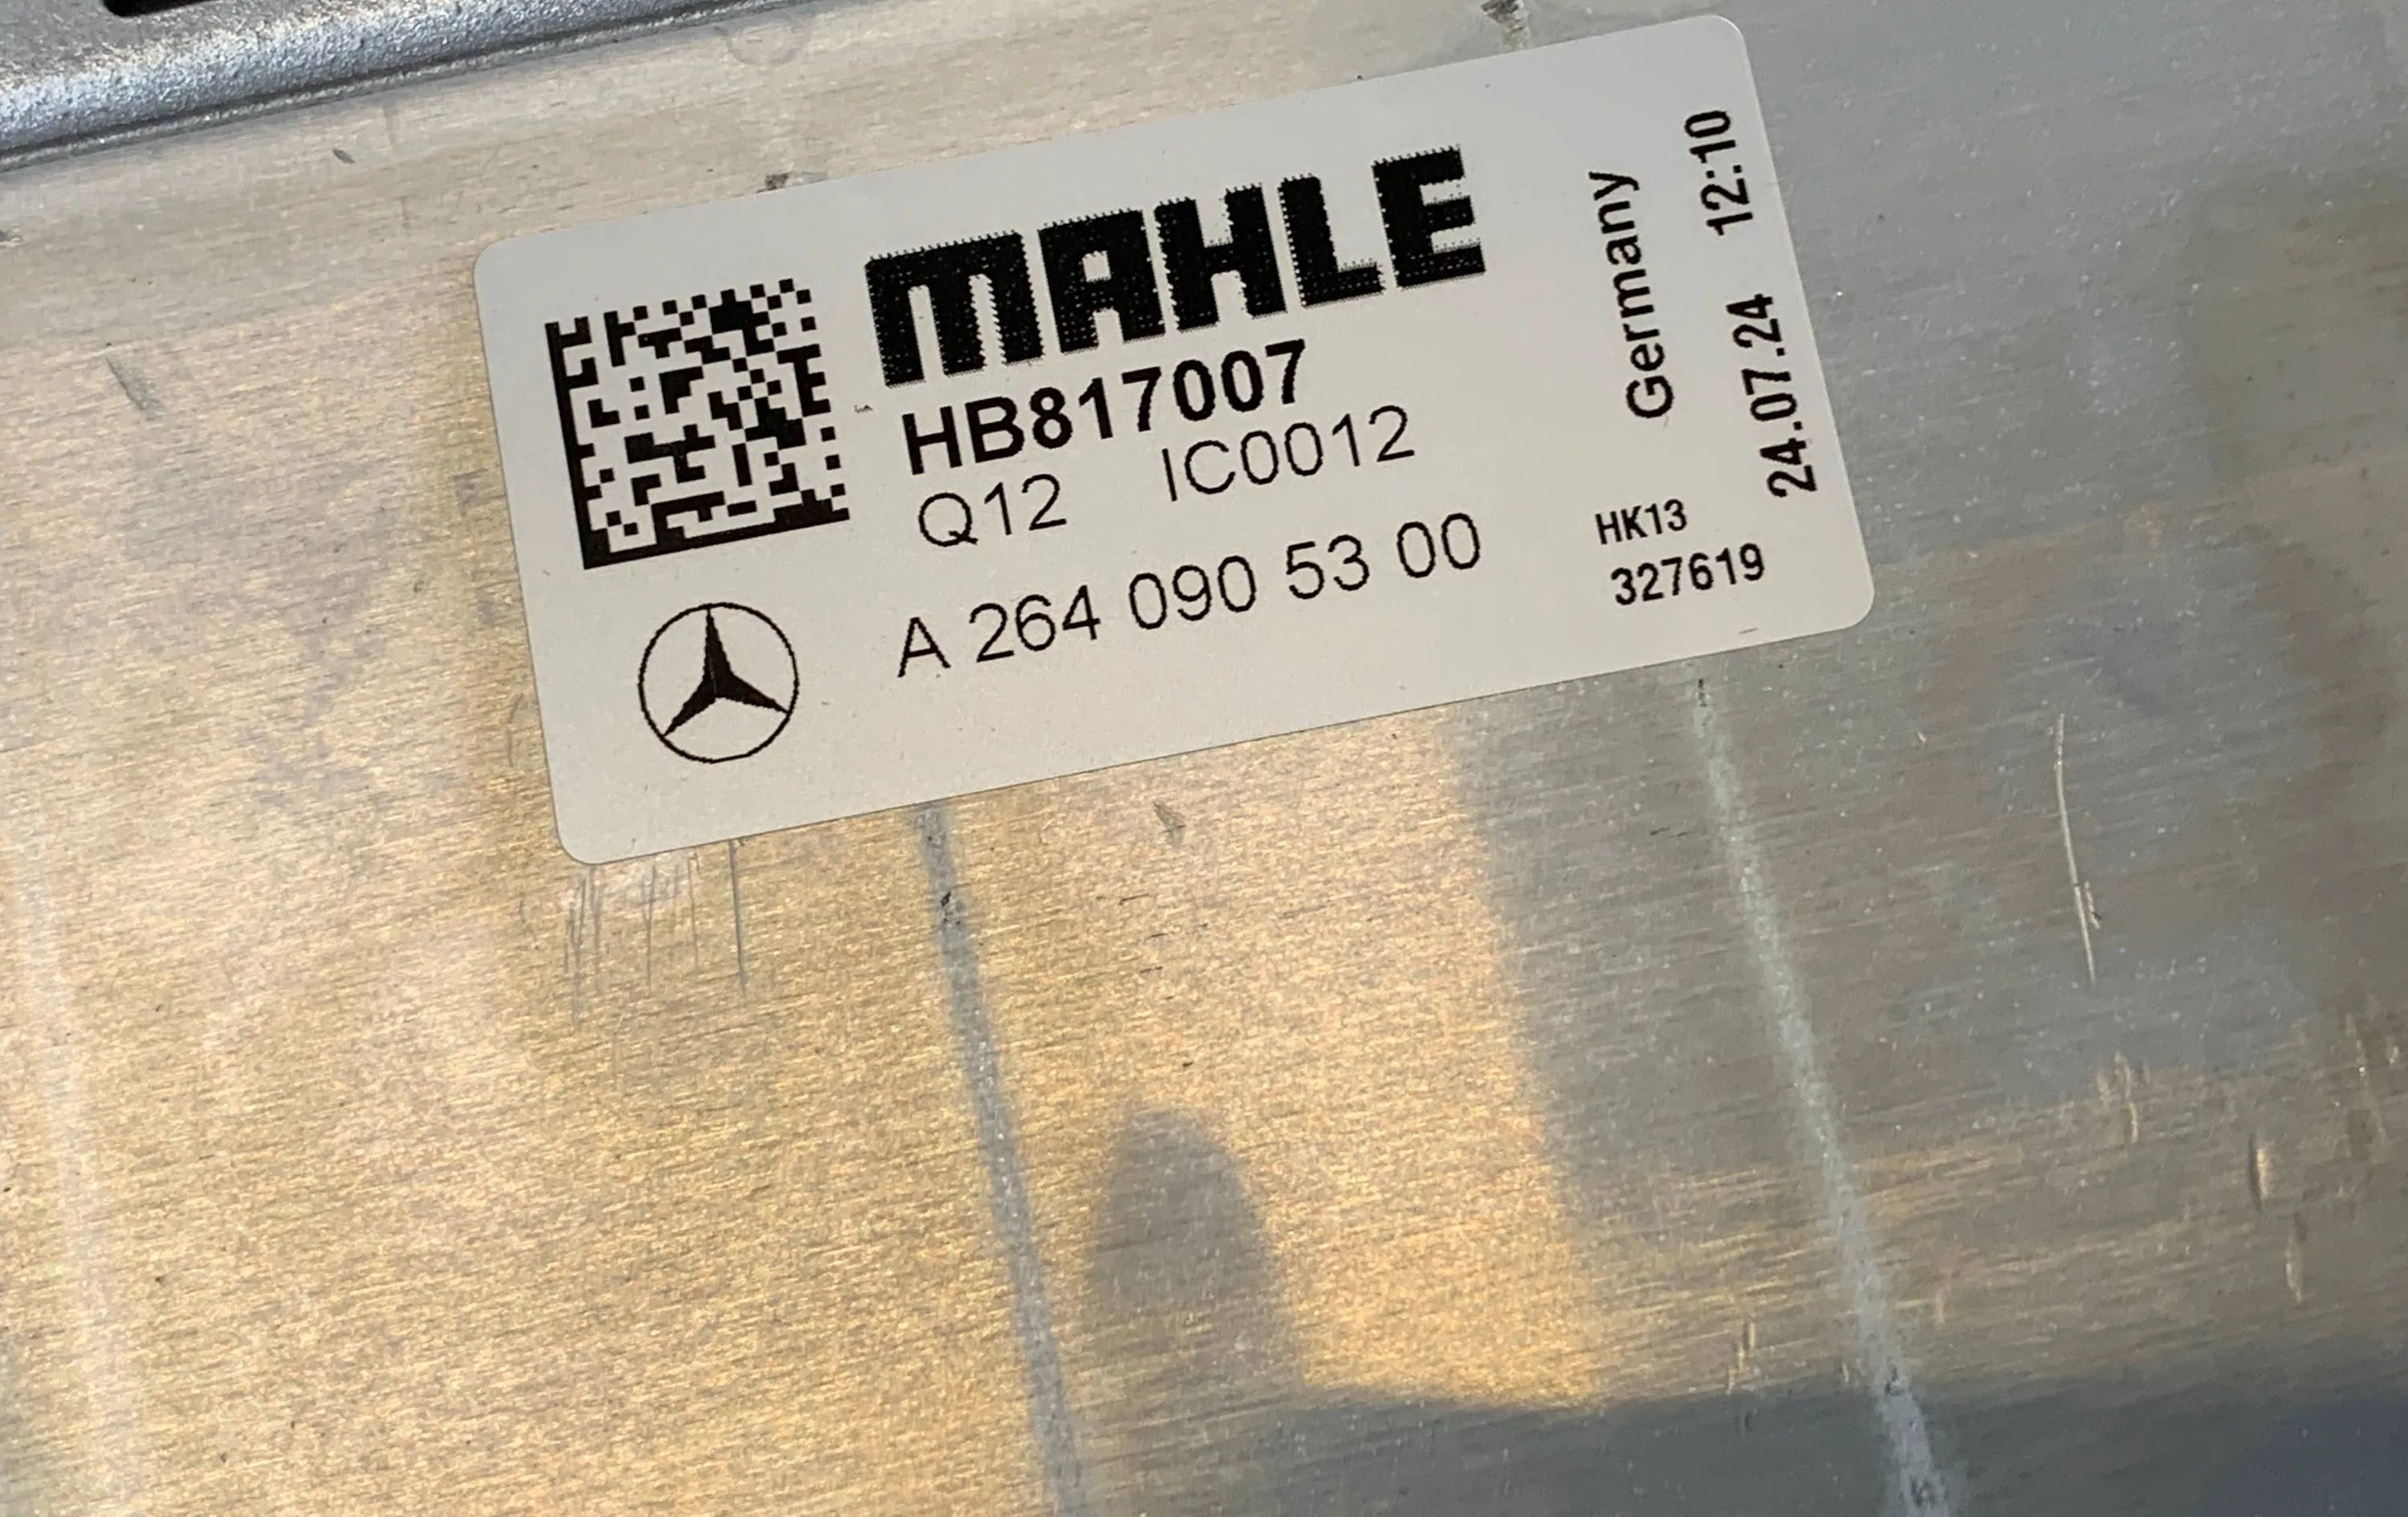 MAHLE
HB817007
Q12 IC0012
A 264 090 53 00
HK13
327619
Germany
24.07.24 12:10